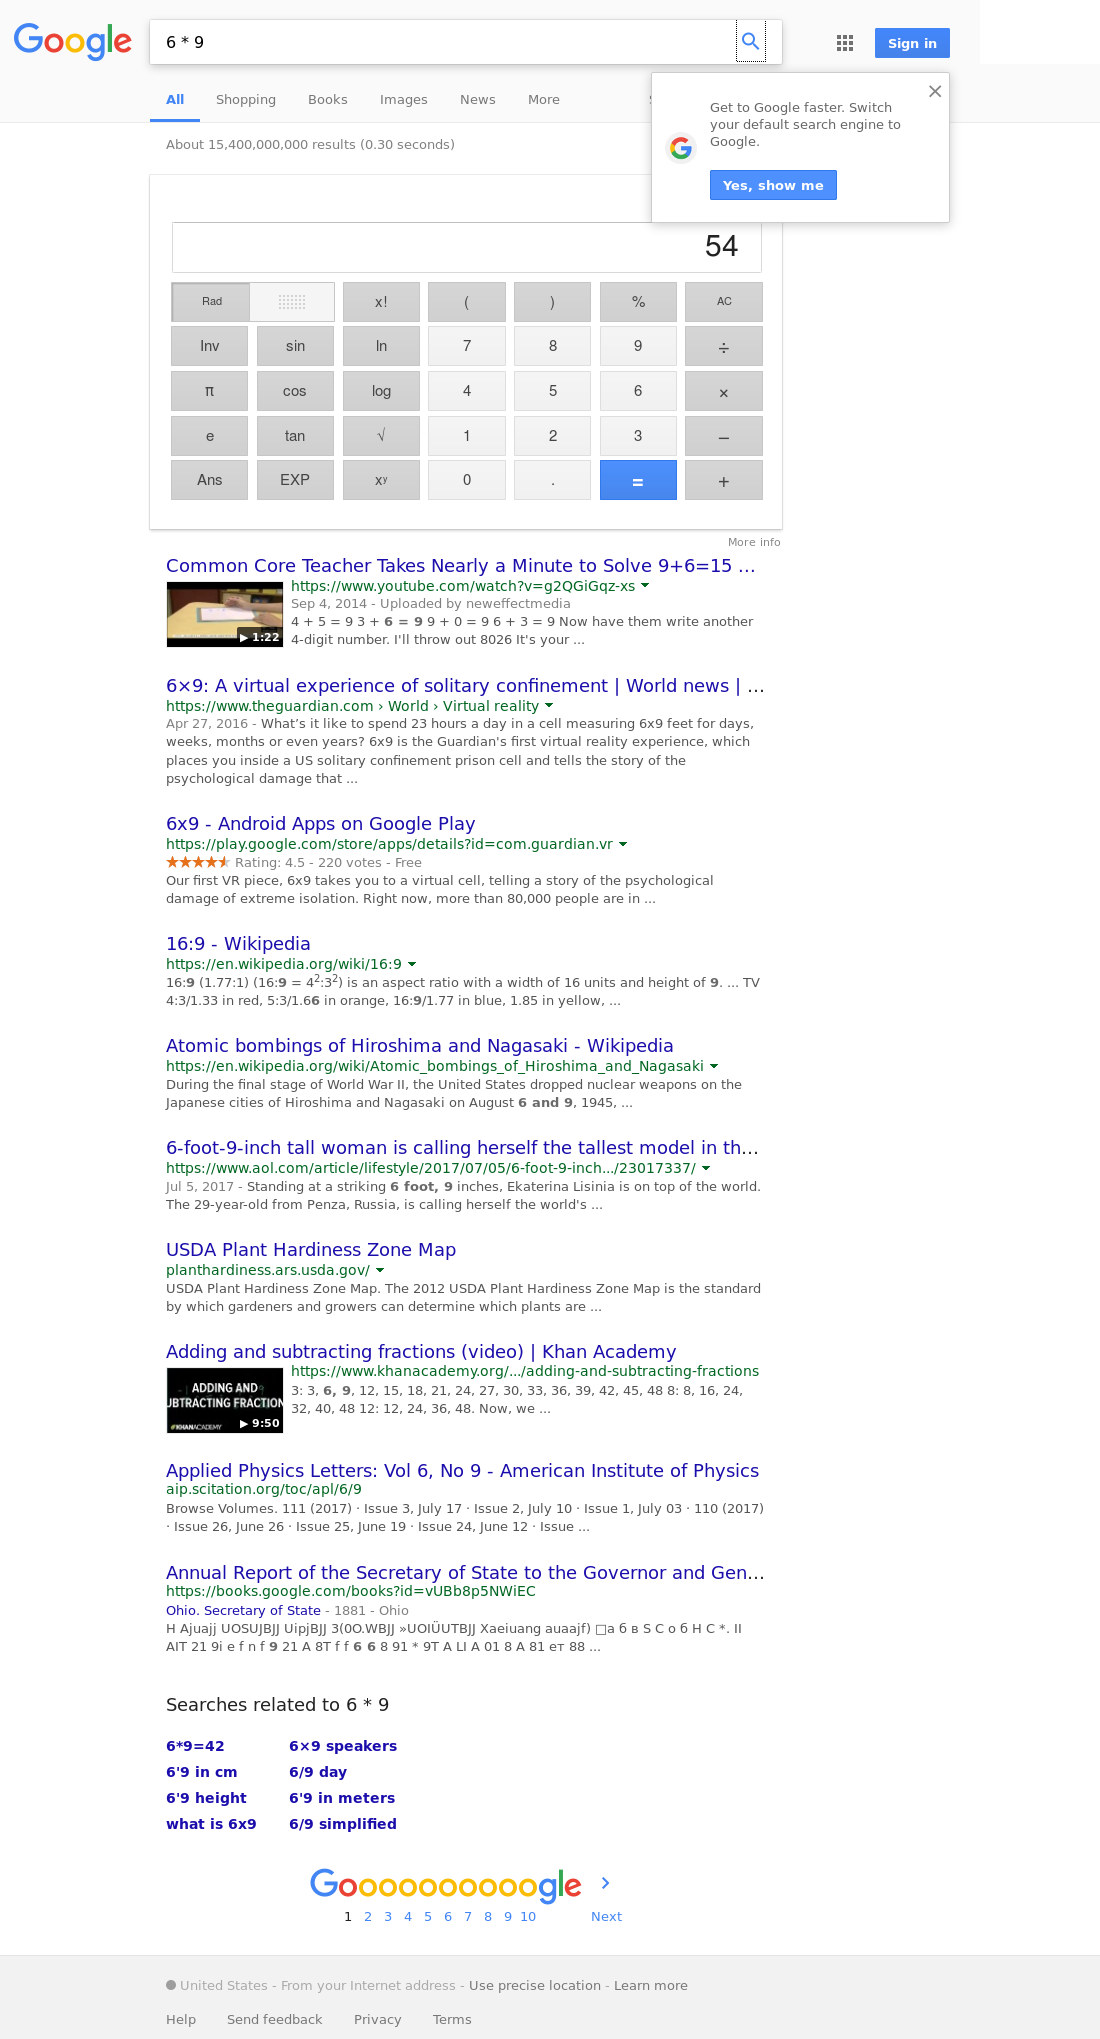 Google
6 * 9
Sign in
All Shopping Books Images News More
Get to Google faster. Switch
your default search engine to
Google.
Yes, show me
About 15,400,000,000 results (0.30 seconds)
54
Rad x! ( ) % AC
Inv sin ln 7 8 9 ÷
π cos log 4 5 6 ×
e tan √ 1 2 3 −
Ans EXP xʸ 0 . = +
More info
Common Core Teacher Takes Nearly a Minute to Solve 9+6=15 ...
https://www.youtube.com/watch?v=g2QGiGqz-xs
Sep 4, 2014 - Uploaded by neweffectmedia
4 + 5 = 9 3 + 6 = 9 9 + 0 = 9 6 + 3 = 9 Now have them write another
4-digit number. I'll throw out 8026 It's your ...
▶ 1:22
6×9: A virtual experience of solitary confinement | World news | ...
https://www.theguardian.com › World › Virtual reality
Apr 27, 2016 - What’s it like to spend 23 hours a day in a cell measuring 6x9 feet for days,
weeks, months or even years? 6x9 is the Guardian's first virtual reality experience, which
places you inside a US solitary confinement prison cell and tells the story of the
psychological damage that ...
6x9 - Android Apps on Google Play
https://play.google.com/store/apps/details?id=com.guardian.vr
Rating: 4.5 - 220 votes - Free
Our first VR piece, 6x9 takes you to a virtual cell, telling a story of the psychological
damage of extreme isolation. Right now, more than 80,000 people are in ...
16:9 - Wikipedia
https://en.wikipedia.org/wiki/16:9
16:9 (1.77:1) (16:9 = 4²:3²) is an aspect ratio with a width of 16 units and height of 9. ... TV
4:3/1.33 in red, 5:3/1.66 in orange, 16:9/1.77 in blue, 1.85 in yellow, ...
Atomic bombings of Hiroshima and Nagasaki - Wikipedia
https://en.wikipedia.org/wiki/Atomic_bombings_of_Hiroshima_and_Nagasaki
During the final stage of World War II, the United States dropped nuclear weapons on the
Japanese cities of Hiroshima and Nagasaki on August 6 and 9, 1945, ...
6-foot-9-inch tall woman is calling herself the tallest model in th...
https://www.aol.com/article/lifestyle/2017/07/05/6-foot-9-inch.../23017337/
Jul 5, 2017 - Standing at a striking 6 foot, 9 inches, Ekaterina Lisinia is on top of the world.
The 29-year-old from Penza, Russia, is calling herself the world's ...
USDA Plant Hardiness Zone Map
planthardiness.ars.usda.gov/
USDA Plant Hardiness Zone Map. The 2012 USDA Plant Hardiness Zone Map is the standard
by which gardeners and growers can determine which plants are ...
Adding and subtracting fractions (video) | Khan Academy
https://www.khanacademy.org/.../adding-and-subtracting-fractions
3: 3, 6, 9, 12, 15, 18, 21, 24, 27, 30, 33, 36, 39, 42, 45, 48 8: 8, 16, 24,
32, 40, 48 12: 12, 24, 36, 48. Now, we ...
ADDING AND
UBTRACTING FRACTION
KHANACADEMY
▶ 9:50
Applied Physics Letters: Vol 6, No 9 - American Institute of Physics
aip.scitation.org/toc/apl/6/9
Browse Volumes. 111 (2017) · Issue 3, July 17 · Issue 2, July 10 · Issue 1, July 03 · 110 (2017)
· Issue 26, June 26 · Issue 25, June 19 · Issue 24, June 12 · Issue ...
Annual Report of the Secretary of State to the Governor and Gen...
https://books.google.com/books?id=vUBb8p5NWiEC
Ohio. Secretary of State - 1881 - Ohio
H Ajuajj UOSUJBJJ UipjBJJ 3(0O.WBJJ »UOIÜUTBJJ Xaeiuang auaajf) □a б в S C o б H C *. II
AIT 21 9i e f n f 9 21 A 8T f f 6 6 8 91 * 9T A LI A 01 8 A 81 eт 88 ...
Searches related to 6 * 9
6*9=42 6×9 speakers
6'9 in cm 6/9 day
6'9 height 6'9 in meters
what is 6x9 6/9 simplified
Goooooooooogle
1 2 3 4 5 6 7 8 9 10 Next
United States - From your Internet address - Use precise location - Learn more
Help Send feedback Privacy Terms